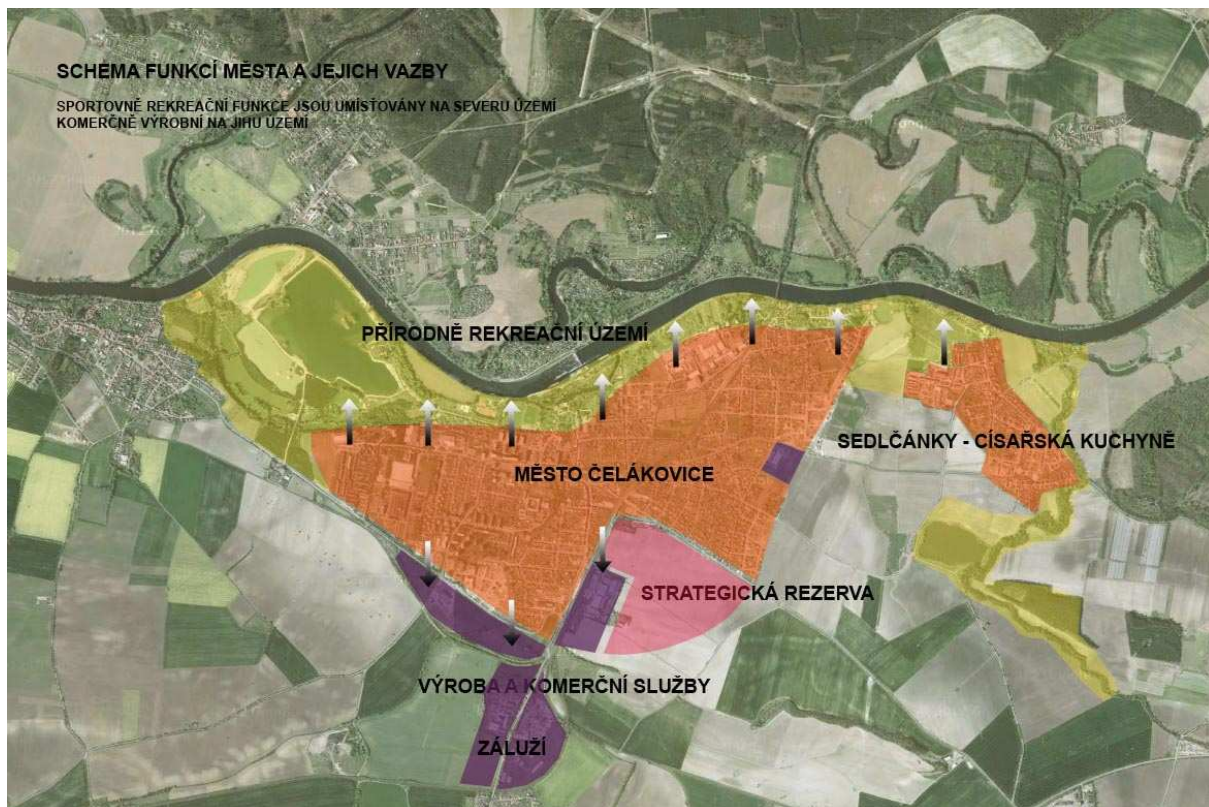 SCHÉMA FUNKCÍ MĚSTA A JEJICH VAZBY
SPORTOVNĚ REKREAČNÍ FUNKCE JSOU UMÍSŤOVÁNY NA SEVERU ÚZEMÍ
KOMERČNĚ VÝROBNÍ NA JIHU ÚZEMÍ
PŘÍRODNĚ REKREAČNÍ ÚZEMÍ
SEDLČÁNKY - CÍSAŘSKÁ KUCHYNĚ
MĚSTO ČELÁKOVICE
STRATEGICKÁ REZERVA
VÝROBA A KOMERČNÍ SLUŽBY
ZÁLUŽÍ